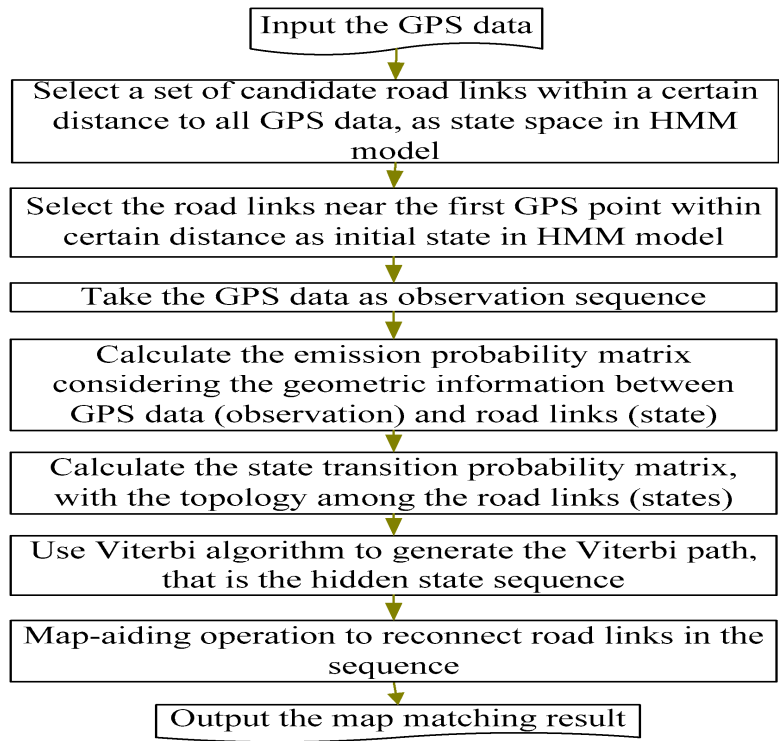 Input the GPS data
Select a set of candidate road links within a certain
distance to all GPS data, as state space in HMM
model
Select the road links near the first GPS point within
certain distance as initial state in HMM model
Take the GPS data as observation sequence
Calculate the emission probability matrix
considering the geometric information between
GPS data (observation) and road links (state)
Calculate the state transition probability matrix,
with the topology among the road links (states)
Use Viterbi algorithm to generate the Viterbi path,
that is the hidden state sequence
Map-aiding operation to reconnect road links in the
sequence
Output the map matching result